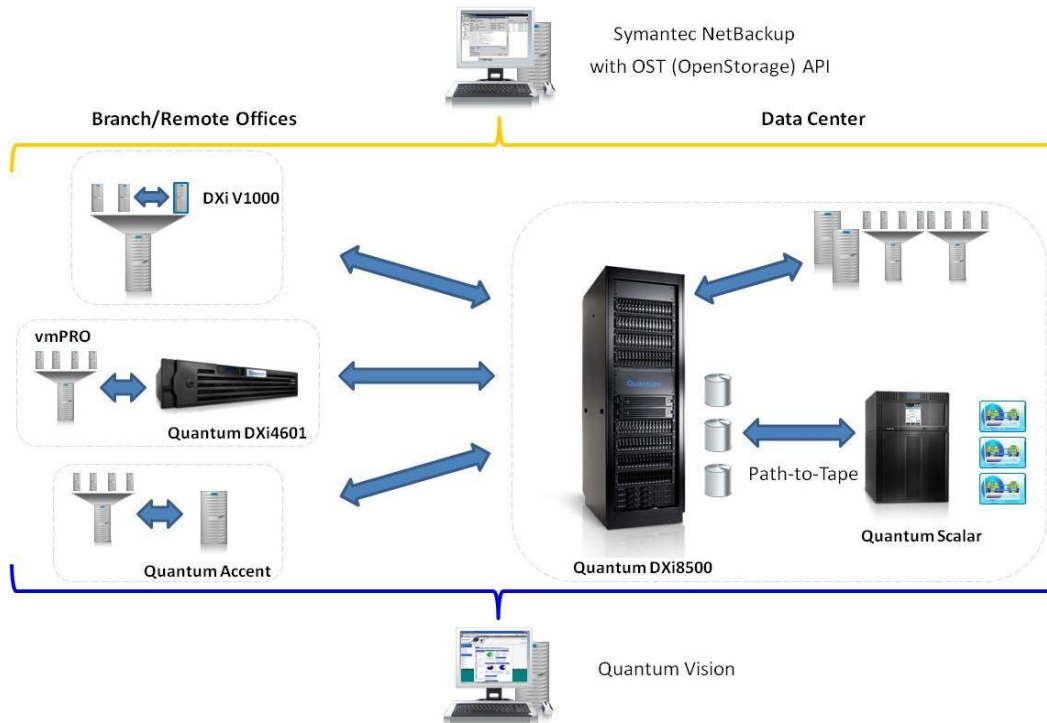 Symantec NetBackup
with OST (OpenStorage) API
Branch/Remote Offices
Data Center
DXi V1000
vmPRO
Quantum DXi4601
Quantum Accent
Quantum
Path-to-Tape
Quantum Scalar
Quantum DXi8500
Quantum Vision